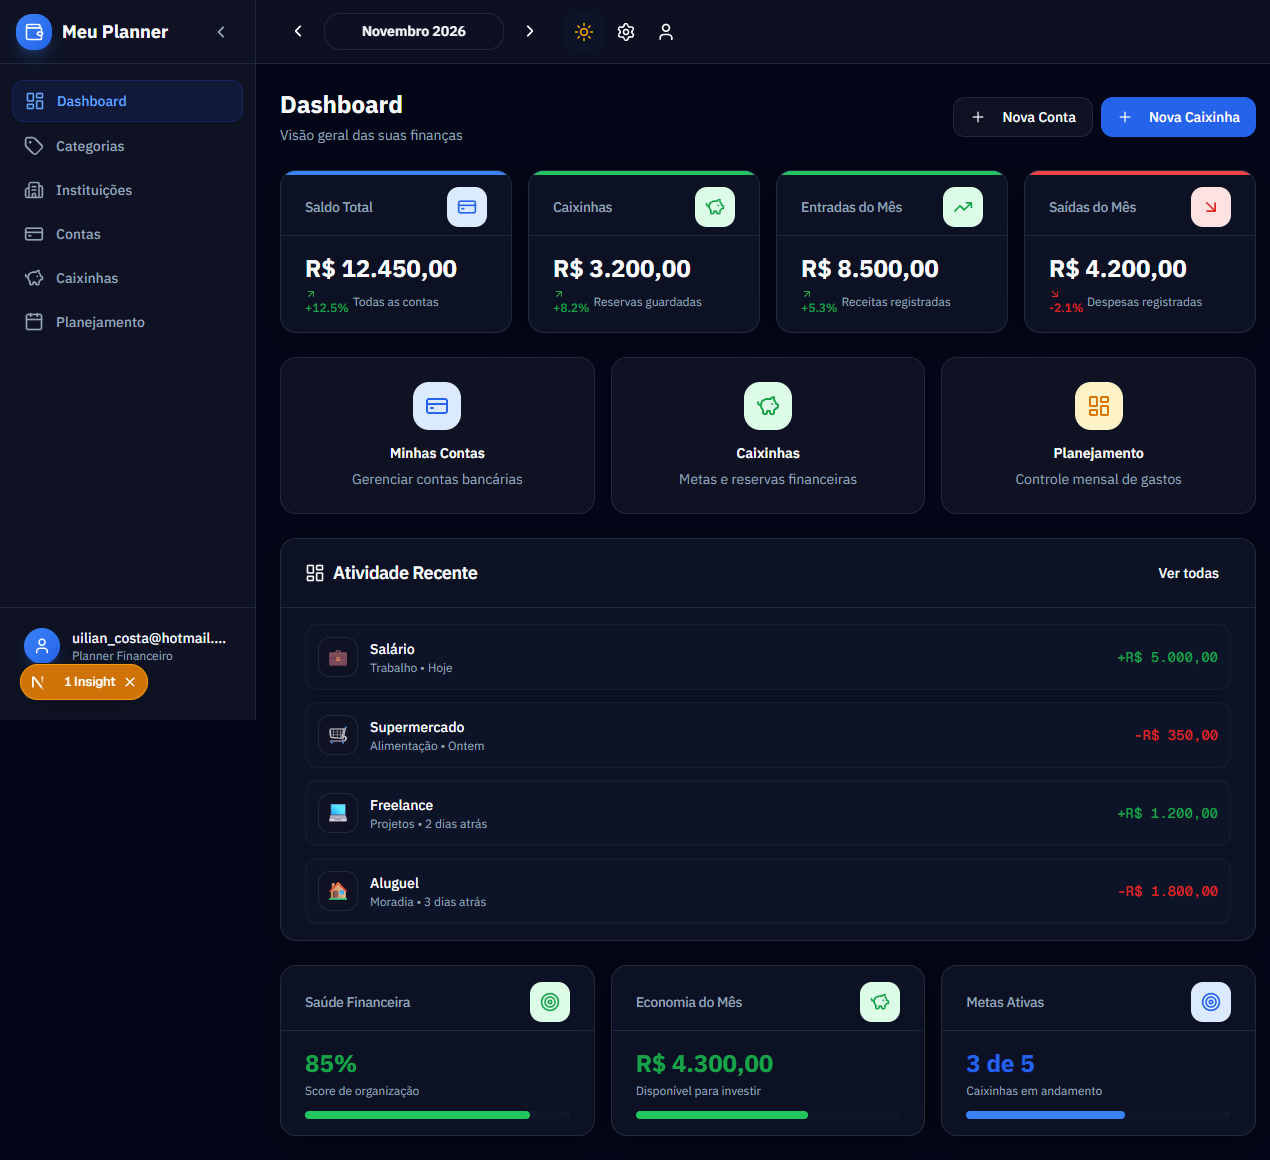 Meu Planner
Novembro 2026
Dashboard
Categorias
Instituições
Contas
Caixinhas
Planejamento
uilian_costa@hotmail....
Planner Financeiro
1 Insight
Dashboard
Visão geral das suas finanças
Nova Conta
Nova Caixinha
Saldo Total
R$ 12.450,00
+12.5% Todas as contas
Caixinhas
R$ 3.200,00
+8.2% Reservas guardadas
Entradas do Mês
R$ 8.500,00
+5.3% Receitas registradas
Saídas do Mês
R$ 4.200,00
-2.1% Despesas registradas
Minhas Contas
Gerenciar contas bancárias
Caixinhas
Metas e reservas financeiras
Planejamento
Controle mensal de gastos
Atividade Recente
Ver todas
Salário
Trabalho • Hoje
+R$ 5.000,00
Supermercado
Alimentação • Ontem
-R$ 350,00
Freelance
Projetos • 2 dias atrás
+R$ 1.200,00
Aluguel
Moradia • 3 dias atrás
-R$ 1.800,00
Saúde Financeira
85%
Score de organização
Economia do Mês
R$ 4.300,00
Disponível para investir
Metas Ativas
3 de 5
Caixinhas em andamento